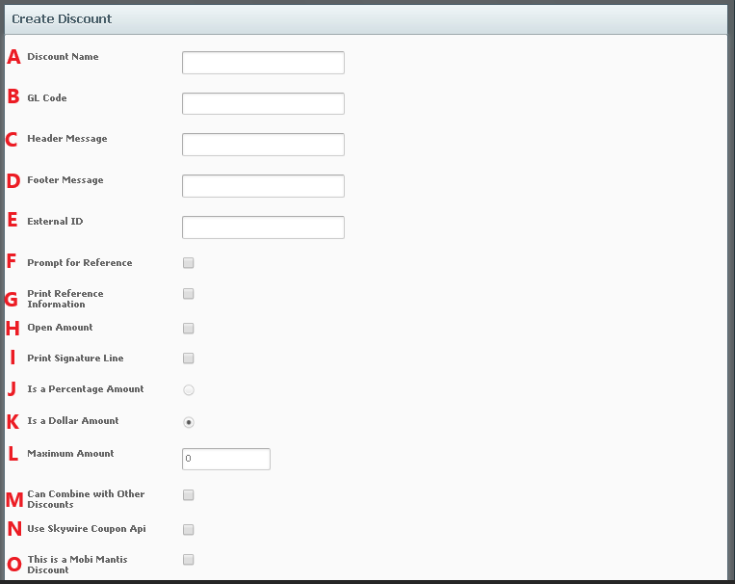 Create Discount
A Discount Name
B GL Code
C Header Message
D Footer Message
E External ID
F Prompt for Reference
G Print Reference
Information
H Open Amount
I Print Signature Line
J Is a Percentage Amount
K Is a Dollar Amount
L Maximum Amount 0
M Can Combine with Other
Discounts
N Use Skywire Coupon Api
O This is a Mobi Mantis
Discount